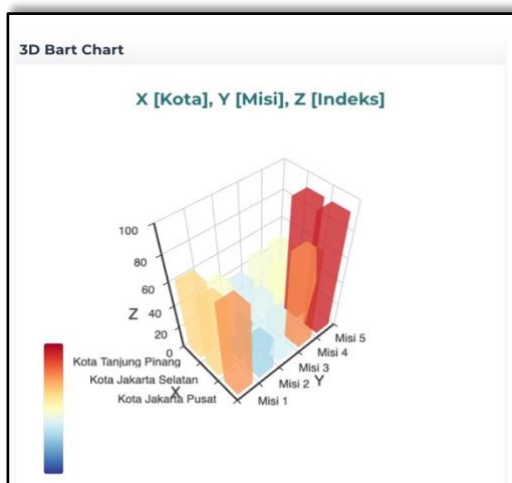 3D Bart Chart
X [Kota], Y [Misi], Z [Indeks]
100
80
60
Z 40
20
0
Kota Tanjung Pinang
Kota Jakarta Selatan
X
Kota Jakarta Pusat
Misi 5
Misi 4
Misi 3
Misi 2 Y
Misi 1